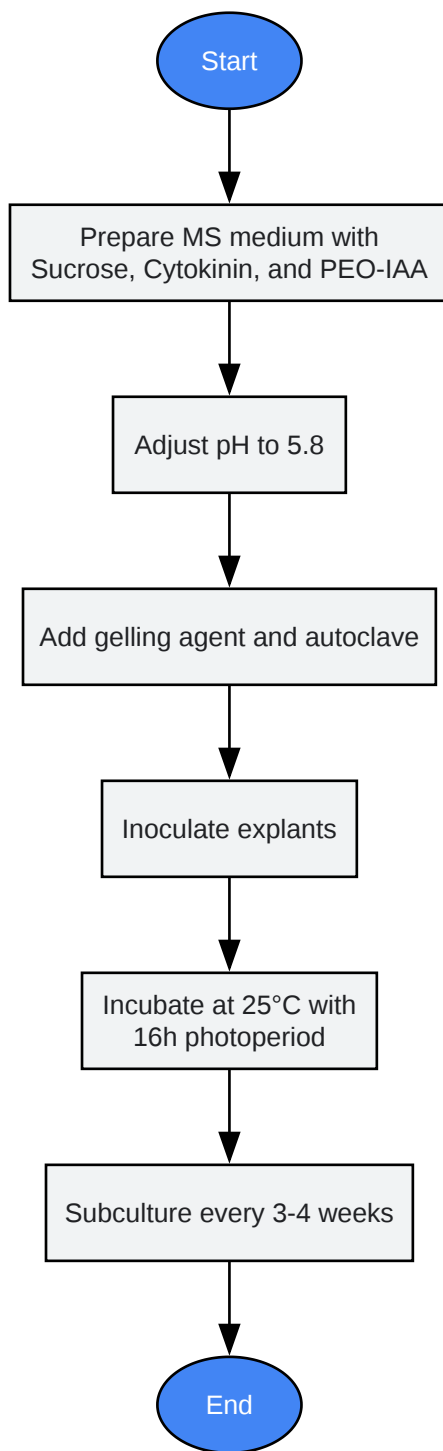 Start
Prepare MS medium with
Sucrose, Cytokinin, and PEO-IAA
Adjust pH to 5.8
Add gelling agent and autoclave
Inoculate explants
Incubate at 25°C with
16h photoperiod
Subculture every 3-4 weeks
End